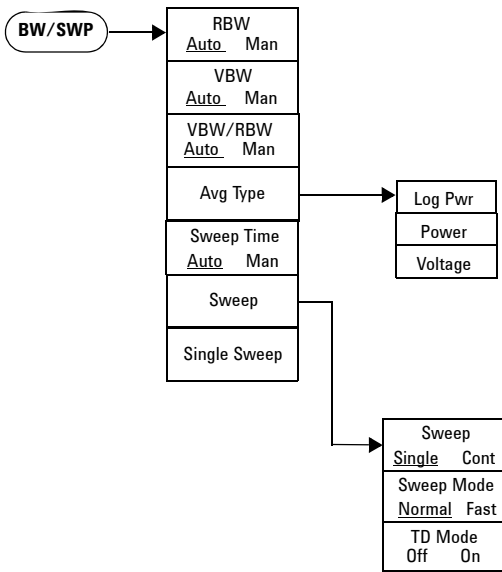 BW/SWP
RBW
Auto Man
VBW
Auto Man
VBW/RBW
Auto Man
Avg Type
Sweep Time
Auto Man
Sweep
Single Sweep
Log Pwr
Power
Voltage
Sweep
Single Cont
Sweep Mode
Normal Fast
TD Mode
Off On